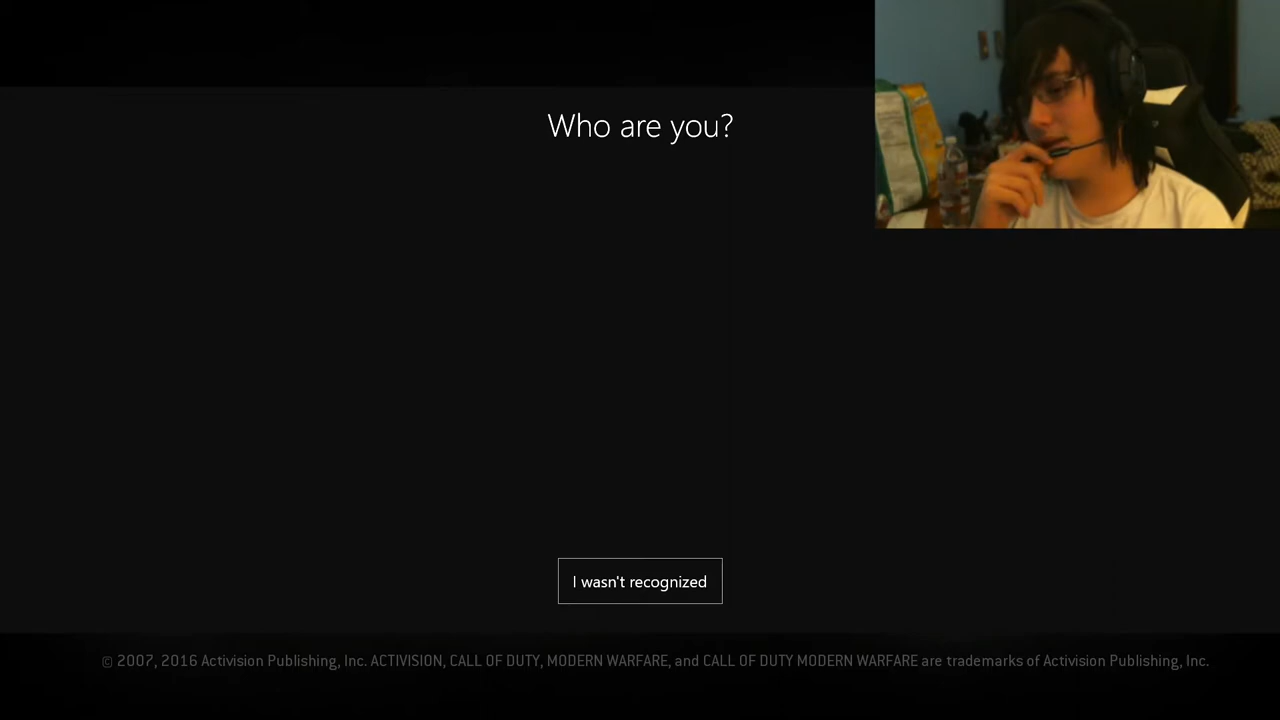 Who are you?
I wasn't recognized
© 2007, 2016 Activision Publishing, Inc. ACTIVISION, CALL OF DUTY, MODERN WARFARE, and CALL OF DUTY MODERN WARFARE are trademarks of Activision Publishing, Inc.